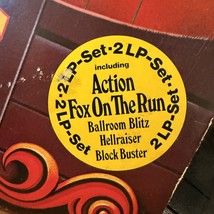 2 LP-Set · 2 LP-Set · 2 LP-Set · 2 LP-Set
including
Action
Fox On The Run
Ballroom Blitz
Hellraiser
Block Buster